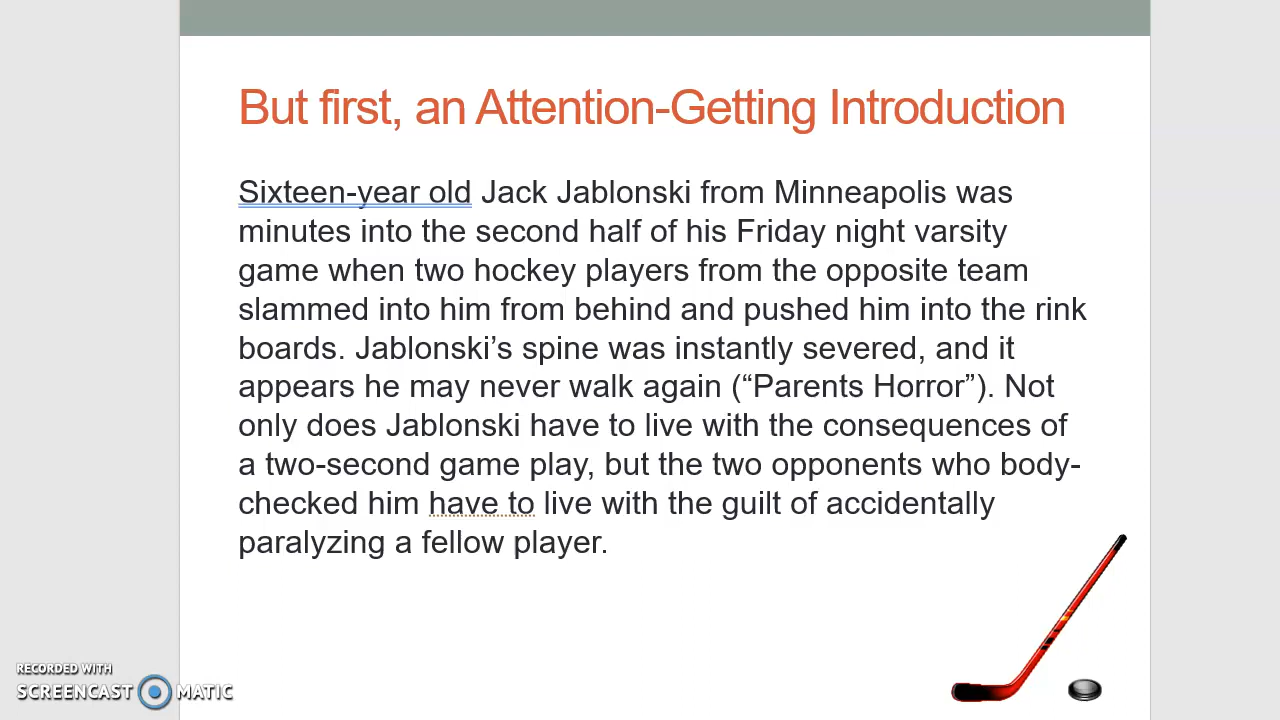 But first, an Attention-Getting Introduction
Sixteen-year old Jack Jablonski from Minneapolis was
minutes into the second half of his Friday night varsity
game when two hockey players from the opposite team
slammed into him from behind and pushed him into the rink
boards. Jablonski’s spine was instantly severed, and it
appears he may never walk again (“Parents Horror”). Not
only does Jablonski have to live with the consequences of
a two-second game play, but the two opponents who body-
checked him have to live with the guilt of accidentally
paralyzing a fellow player.
RECORDED WITH
SCREENCAST MATIC